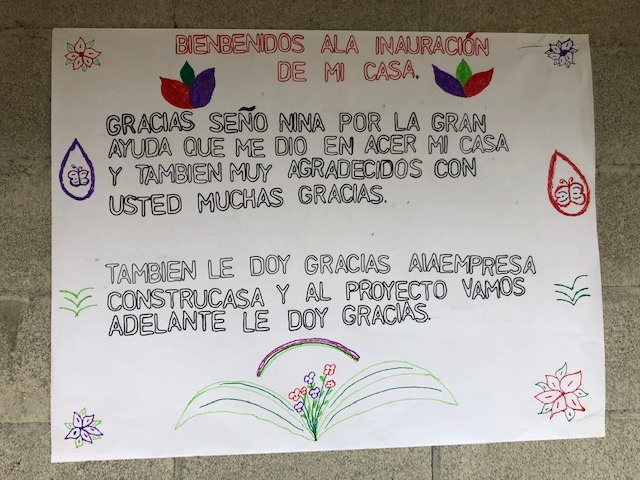 BIENBENIDOS ALA INAURACIÓN
DE MI CASA.
GRACIAS SEÑO NINA POR LA GRAN
AYUDA QUE ME DIO EN ACER MI CASA
Y TAMBIEN MUY AGRADECIDOS CON
USTED MUCHAS GRACIAS.
TAMBIEN LE DOY GRACIAS AlAEMPRESA
CONSTRUCASA Y AL PROYECTO VAMOS
ADELANTE LE DOY GRACIAS.